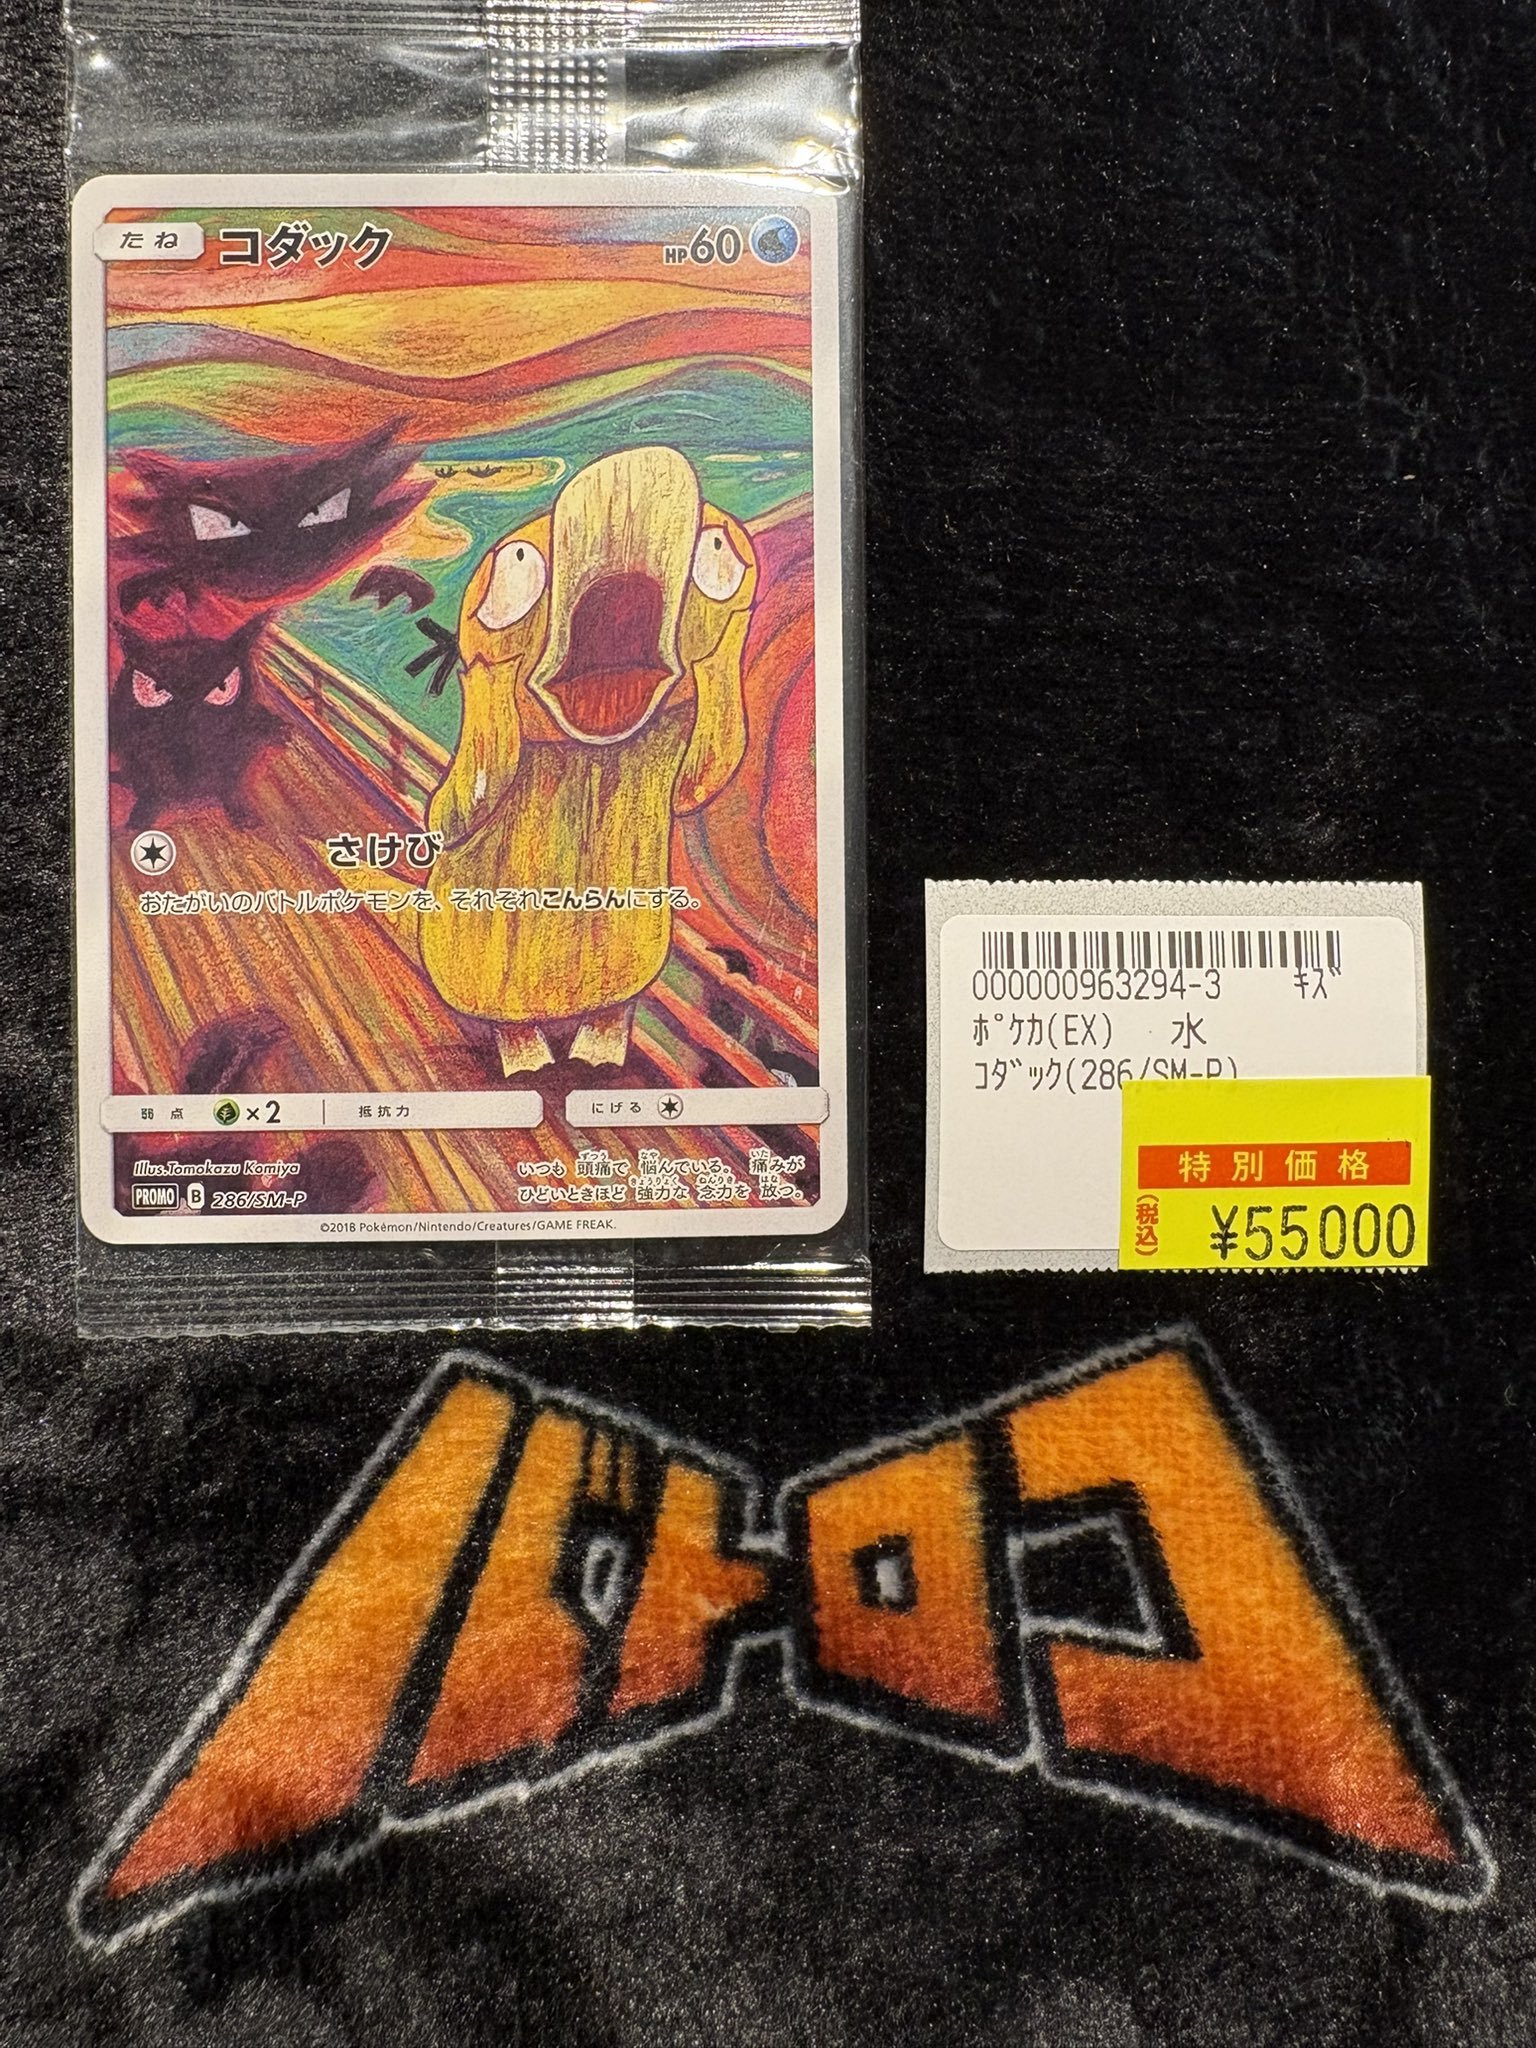 たね コダック HP60
さけび
おたがいのバトルポケモンを、それぞれこんらんにする。
弱点 ×2 抵抗力 にげる
Illus.Tomokazu Komiya
PROMO B 286/SM-P
いつも 頭痛で 悩んでいる。 痛みが
ひどいときほど 強力な 念力を 放つ。
©2018 Pokémon/Nintendo/Creatures/GAME FREAK.
000000963294-3 ｷｽﾞ
ﾎﾟｹｶ(EX) 水
ｺﾀﾞｯｸ(286/SM-P)
特別価格
(税込) ¥55000
バトロコ